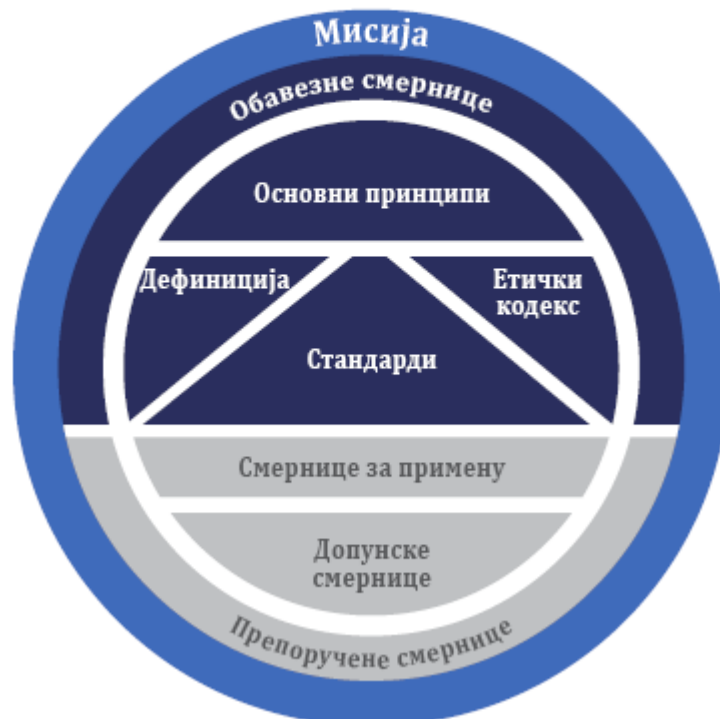 Мисија
Обавезне смернице
Основни принципи
Дефиниција
Етички
кодекс
Стандарди
Смернице за примену
Допунске
смернице
Препоручене смернице